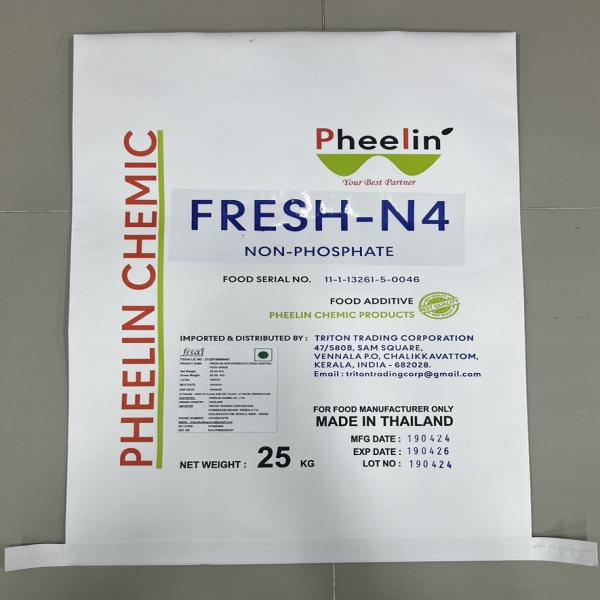 PHEELIN CHEMIC
Pheelin
Your Best Partner
FRESH-N4
NON-PHOSPHATE
FOOD SERIAL NO. 11-1-13261-5-0046
FOOD ADDITIVE
PHEELIN CHEMIC PRODUCTS
BEST QUALITY
IMPORTED & DISTRIBUTED BY : TRITON TRADING CORPORATION
47/580B, SAM SQUARE,
VENNALA P.O, CHALIKKAVATTOM,
KERALA, INDIA - 682028.
Email : tritontradingcorp@gmail.com
fssai
FOR FOOD MANUFACTURER ONLY
MADE IN THAILAND
MFG DATE : 190424
EXP DATE : 190426
LOT NO : 190424
NET WEIGHT : 25 KG